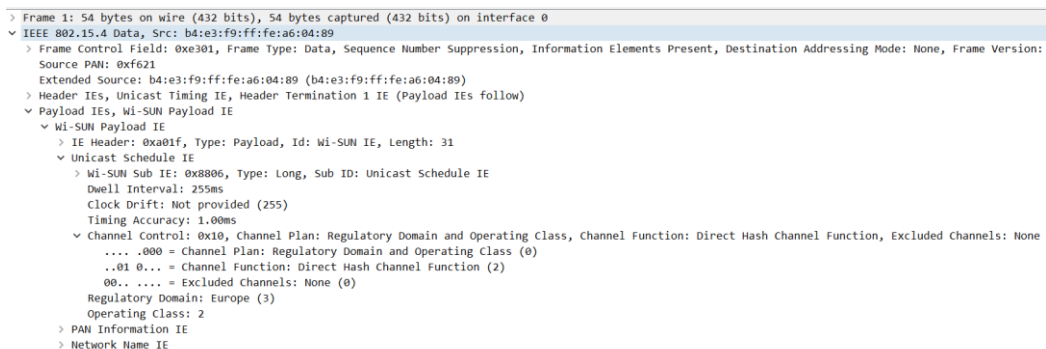 > Frame 1: 54 bytes on wire (432 bits), 54 bytes captured (432 bits) on interface 0
IEEE 802.15.4 Data, Src: b4:e3:f9:ff:fe:a6:04:89
> Frame Control Field: 0xe301, Frame Type: Data, Sequence Number Suppression, Information Elements Present, Destination Addressing Mode: None, Frame Version:
Source PAN: 0xf621
Extended Source: b4:e3:f9:ff:fe:a6:04:89 (b4:e3:f9:ff:fe:a6:04:89)
> Header IEs, Unicast Timing IE, Header Termination 1 IE (Payload IEs follow)
Payload IEs, Wi-SUN Payload IE
Wi-SUN Payload IE
> IE Header: 0xa01f, Type: Payload, Id: Wi-SUN IE, Length: 31
Unicast Schedule IE
> Wi-SUN Sub IE: 0x8806, Type: Long, Sub ID: Unicast Schedule IE
Dwell Interval: 255ms
Clock Drift: Not provided (255)
Timing Accuracy: 1.00ms
Channel Control: 0x10, Channel Plan: Regulatory Domain and Operating Class, Channel Function: Direct Hash Channel Function, Excluded Channels: None
.... .000 = Channel Plan: Regulatory Domain and Operating Class (0)
..01 0... = Channel Function: Direct Hash Channel Function (2)
00.. .... = Excluded Channels: None (0)
Regulatory Domain: Europe (3)
Operating Class: 2
> PAN Information IE
> Network Name IE